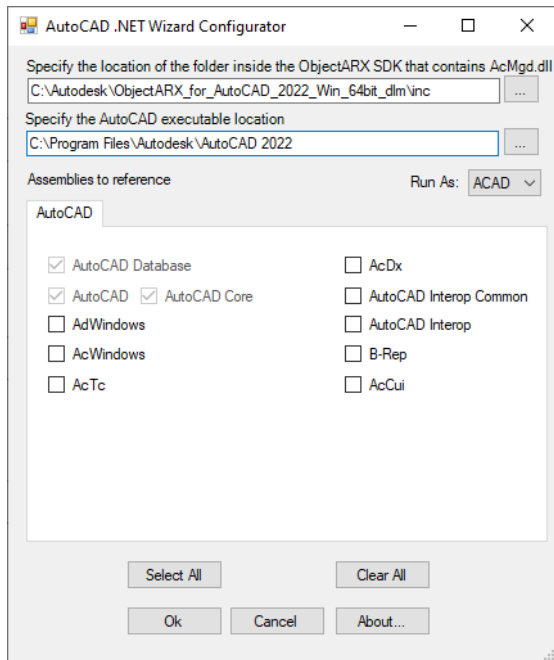 AutoCAD .NET Wizard Configurator
Specify the location of the folder inside the ObjectARX SDK that contains AcMgd.dll
C:\Autodesk\ObjectARX_for_AutoCAD_2022_Win_64bit_dlm\inc
...
Specify the AutoCAD executable location
C:\Program Files\Autodesk\AutoCAD 2022
...
Assemblies to reference
Run As: ACAD
AutoCAD
AutoCAD Database
AcDx
AutoCAD AutoCAD Core
AutoCAD Interop Common
AdWindows
AutoCAD Interop
AcWindows
B-Rep
AcTc
AcCui
Select All
Clear All
Ok
Cancel
About...